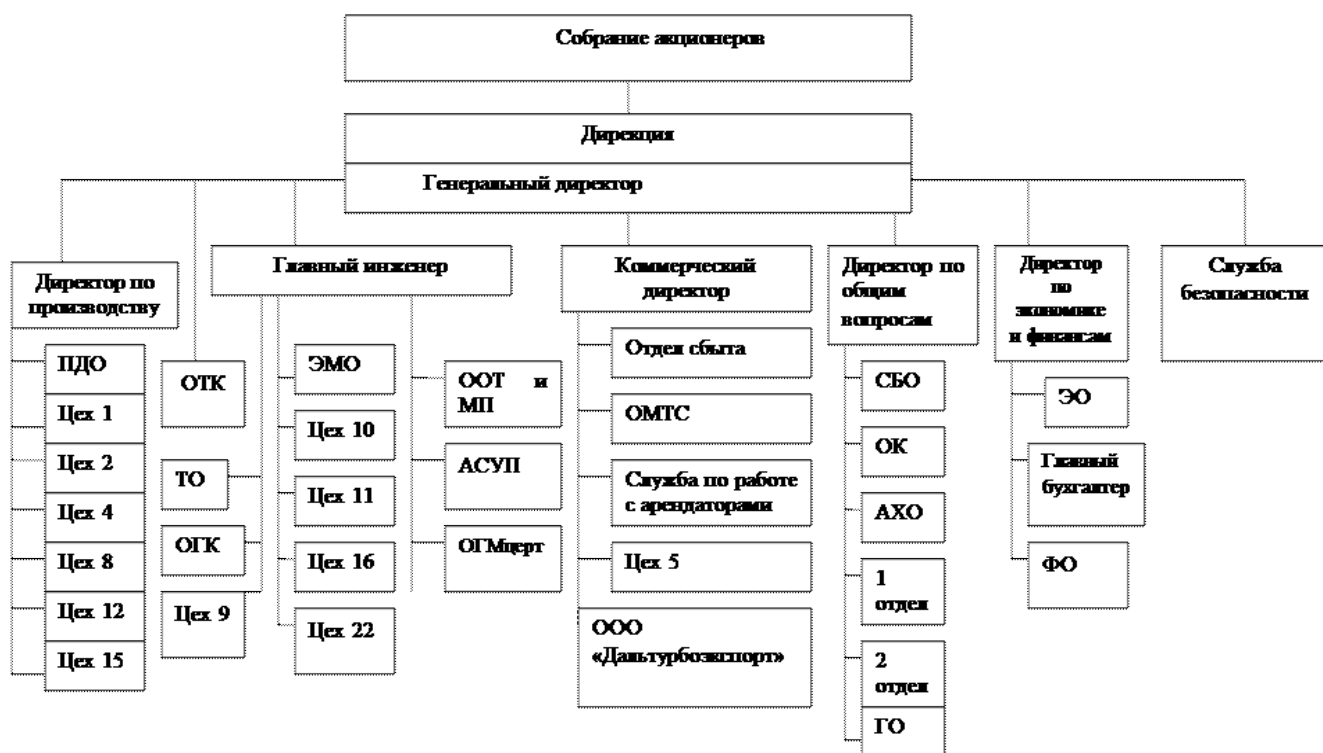 Собрание акционеров
Дирекция
Генеральный директор
Директор по
производству
ПДО
Цех 1
Цех 2
Цех 4
Цех 8
Цех 12
Цех 15
ОТК
Главный инженер
ТО
ОГК
Цех 9
ЭМО
Цех 10
Цех 11
Цех 16
Цех 22
ООТ и
МП
АСУП
ОГМцерт
Коммерческий
директор
Отдел сбыта
ОМТС
Служба по работе
с арендаторами
Цех 5
ООО
«Дальтурбоэкспорт»
Директор по
общим
вопросам
СБО
ОК
АХО
1
отдел
2
отдел
ГО
Директор
по
экономике
и финансам
ЭО
Главный
бухгалтер
ФО
Служба
безопасности